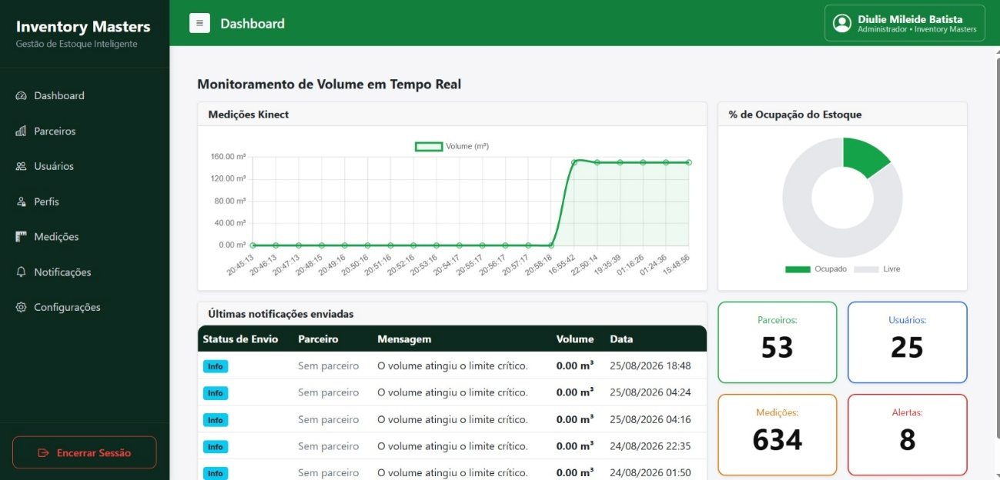 Inventory Masters
Gestão de Estoque Inteligente
Dashboard
Parceiros
Usuários
Perfis
Medições
Notificações
Configurações
Encerrar Sessão
Dashboard
Diulie Mileide Batista
Administrador • Inventory Masters
Monitoramento de Volume em Tempo Real
Medições Kinect
Volume (m³)
160.00 m³
120.00 m³
80.00 m³
40.00 m³
0.00 m³
20:45:13 20:46:13 20:47:13 20:48:15 20:49:16 20:50:16 20:51:16 20:52:16 20:53:16 20:54:17 20:55:17 20:56:17 20:57:17 20:58:18 16:55:42 22:50:14 19:35:39 01:16:26 01:24:36 15:48:56
% de Ocupação do Estoque
Ocupado Livre
Últimas notificações enviadas
Status de Envio Parceiro Mensagem Volume Data
Info Sem parceiro O volume atingiu o limite crítico. 0.00 m³ 25/08/2026 18:48
Info Sem parceiro O volume atingiu o limite crítico. 0.00 m³ 25/08/2026 04:24
Info Sem parceiro O volume atingiu o limite crítico. 0.00 m³ 25/08/2026 04:16
Info Sem parceiro O volume atingiu o limite crítico. 0.00 m³ 24/08/2026 22:35
Info Sem parceiro O volume atingiu o limite crítico. 0.00 m³ 24/08/2026 01:50
Parceiros:
53
Usuários:
25
Medições:
634
Alertas:
8